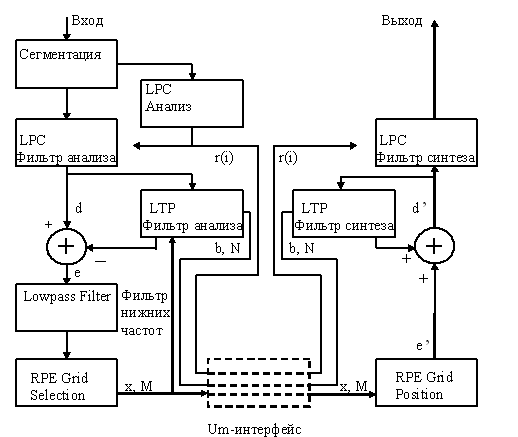 Вход
Выход
Сегментация
LPC
Анализ
LPC
Фильтр анализа
LPC
Фильтр синтеза
r(i)
r(i)
d
LTP
Фильтр анализа
LTP
Фильтр синтеза
d’
+
+
–
b, N
b, N
+
+
+
e
Lowpass Filter
Фильтр
нижних
частот
e’
RPE Grid
Selection
x, M
x, M
RPE Grid
Position
Um-интерфейс